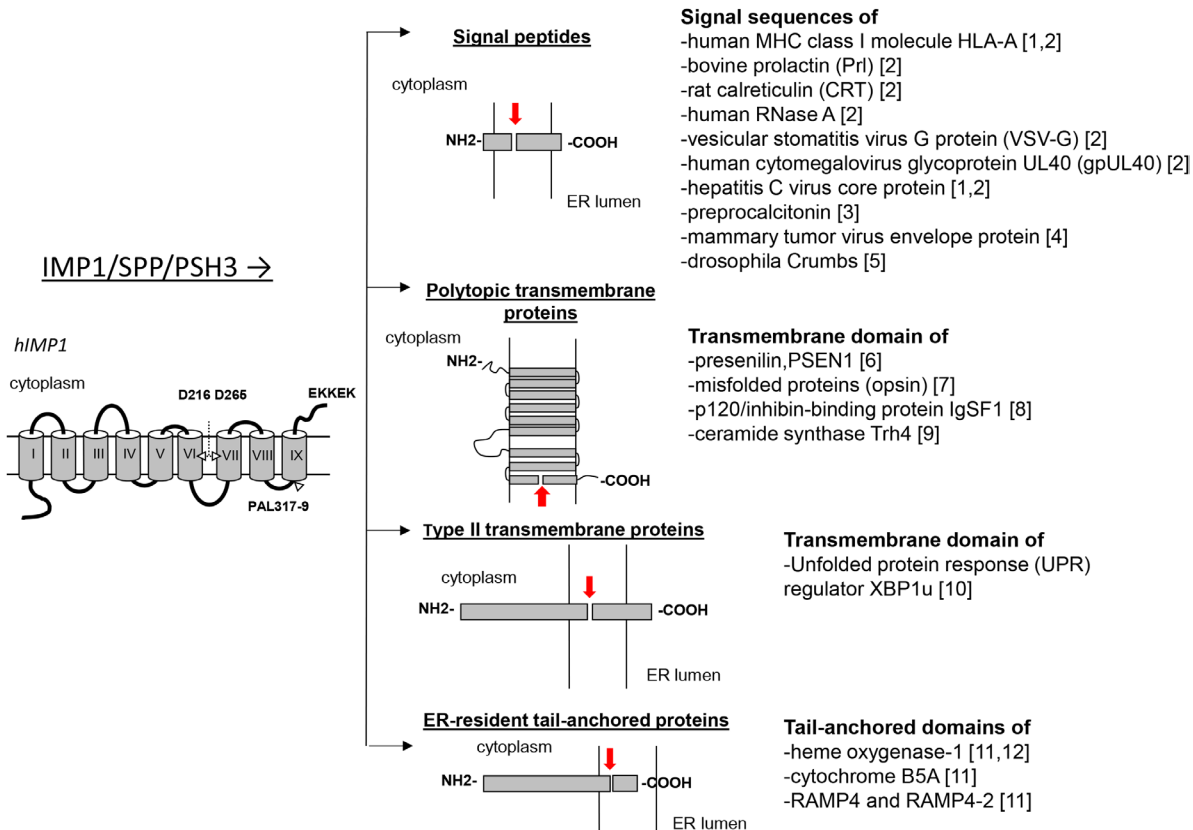 IMP1/SPP/PSH3 →
hIMP1
cytoplasm
D216 D265
EKKEK
I II III IV V VI VII VIII IX
PAL317-9
Signal peptides
cytoplasm
NH2-
-COOH
ER lumen
Signal sequences of
-human MHC class I molecule HLA-A [1,2]
-bovine prolactin (Prl) [2]
-rat calreticulin (CRT) [2]
-human RNase A [2]
-vesicular stomatitis virus G protein (VSV-G) [2]
-human cytomegalovirus glycoprotein UL40 (gpUL40) [2]
-hepatitis C virus core protein [1,2]
-preprocalcitonin [3]
-mammary tumor virus envelope protein [4]
-drosophila Crumbs [5]
Polytopic transmembrane
proteins
cytoplasm
NH2-
-COOH
Transmembrane domain of
-presenilin,PSEN1 [6]
-misfolded proteins (opsin) [7]
-p120/inhibin-binding protein IgSF1 [8]
-ceramide synthase Trh4 [9]
Type II transmembrane proteins
cytoplasm
NH2-
-COOH
ER lumen
Transmembrane domain of
-Unfolded protein response (UPR)
regulator XBP1u [10]
ER-resident tail-anchored proteins
cytoplasm
NH2-
-COOH
ER lumen
Tail-anchored domains of
-heme oxygenase-1 [11,12]
-cytochrome B5A [11]
-RAMP4 and RAMP4-2 [11]